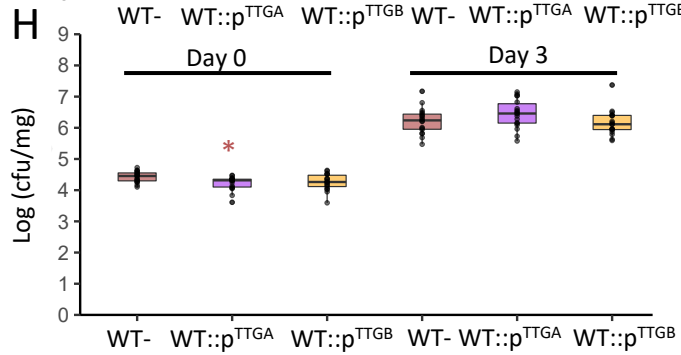 WT- WT::pTTGA WT::pTTGB WT- WT::pTTGA WT::pTTGB
H
Day 0 Day 3
Log (cfu/mg)
9
8
7
6
5
*
4
3
2
1
0
WT- WT::pTTGA WT::pTTGB WT- WT::pTTGA WT::pTTGB